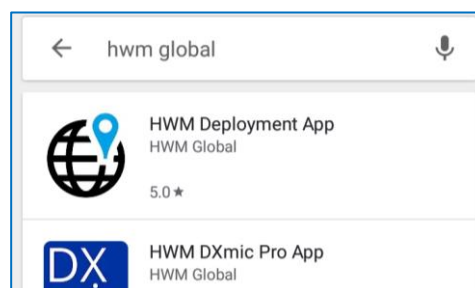 hwm global
HWM Deployment App
HWM Global
5.0★
DX
HWM DXmic Pro App
HWM Global